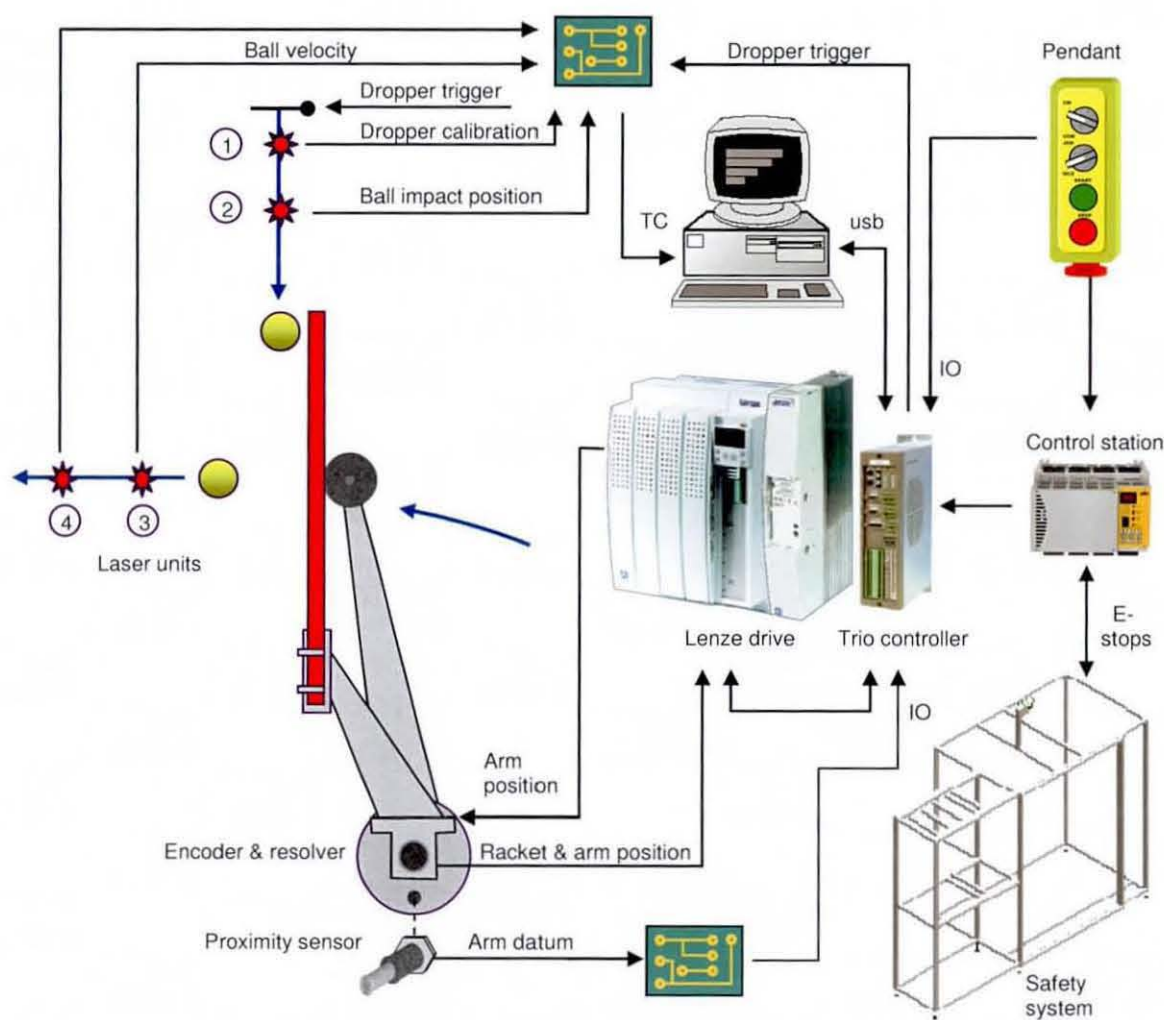 Ball velocity
Dropper trigger
Pendant
Dropper trigger
1
Dropper calibration
2
Ball impact position
TC
usb
START
IO
Control station
4
3
Laser units
E-
stops
Lenze drive
Trio controller
IO
Arm
position
Encoder & resolver
Racket & arm position
Proximity sensor
Arm datum
Safety
system